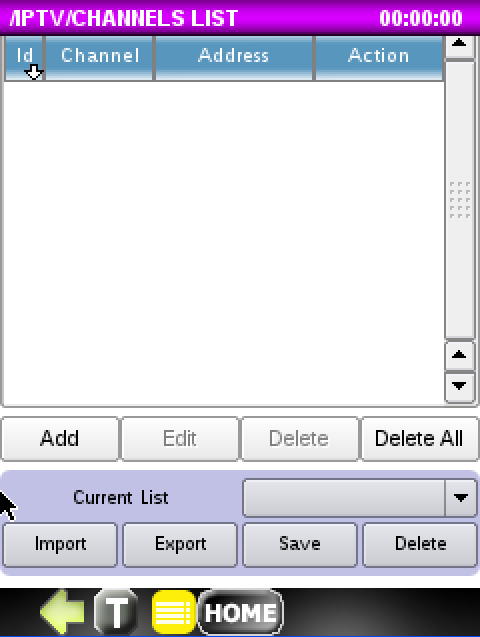 /IPTV/CHANNELS LIST 00:00:00
Id Channel Address Action
Add Edit Delete Delete All
Current List
Import Export Save Delete
T HOME